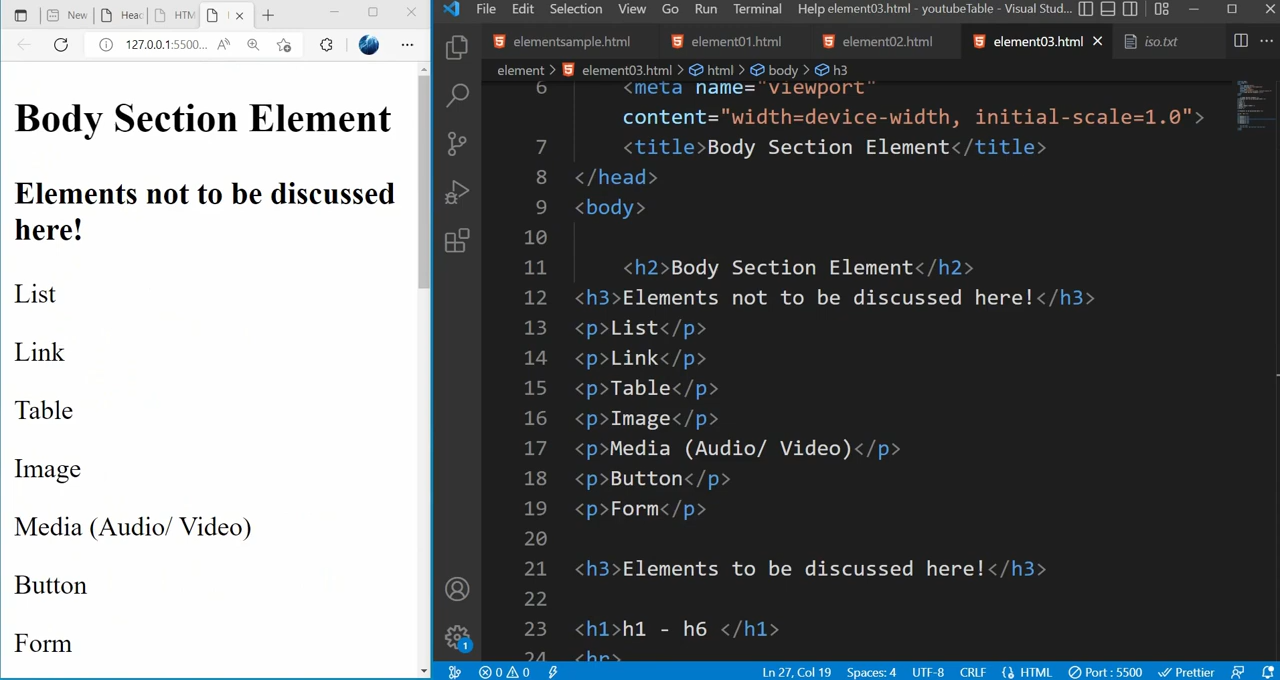 New
Head
HTM
127.0.0.1:5500...
Body Section Element
Elements not to be discussed
here!
List
Link
Table
Image
Media (Audio/ Video)
Button
Form
File Edit Selection View Go Run Terminal Help element03.html - youtubeTable - Visual Stud...
elementsample.html element01.html element02.html element03.html iso.txt
element > element03.html > html > body > h3
6 <meta name="viewport"
content="width=device-width, initial-scale=1.0">
7 <title>Body Section Element</title>
8 </head>
9 <body>
10
11 <h2>Body Section Element</h2>
12 <h3>Elements not to be discussed here!</h3>
13 <p>List</p>
14 <p>Link</p>
15 <p>Table</p>
16 <p>Image</p>
17 <p>Media (Audio/ Video)</p>
18 <p>Button</p>
19 <p>Form</p>
20
21 <h3>Elements to be discussed here!</h3>
22
23 <h1>h1 - h6 </h1>
24 <hr>
1
0 0 Ln 27, Col 19 Spaces: 4 UTF-8 CRLF HTML Port : 5500 Prettier